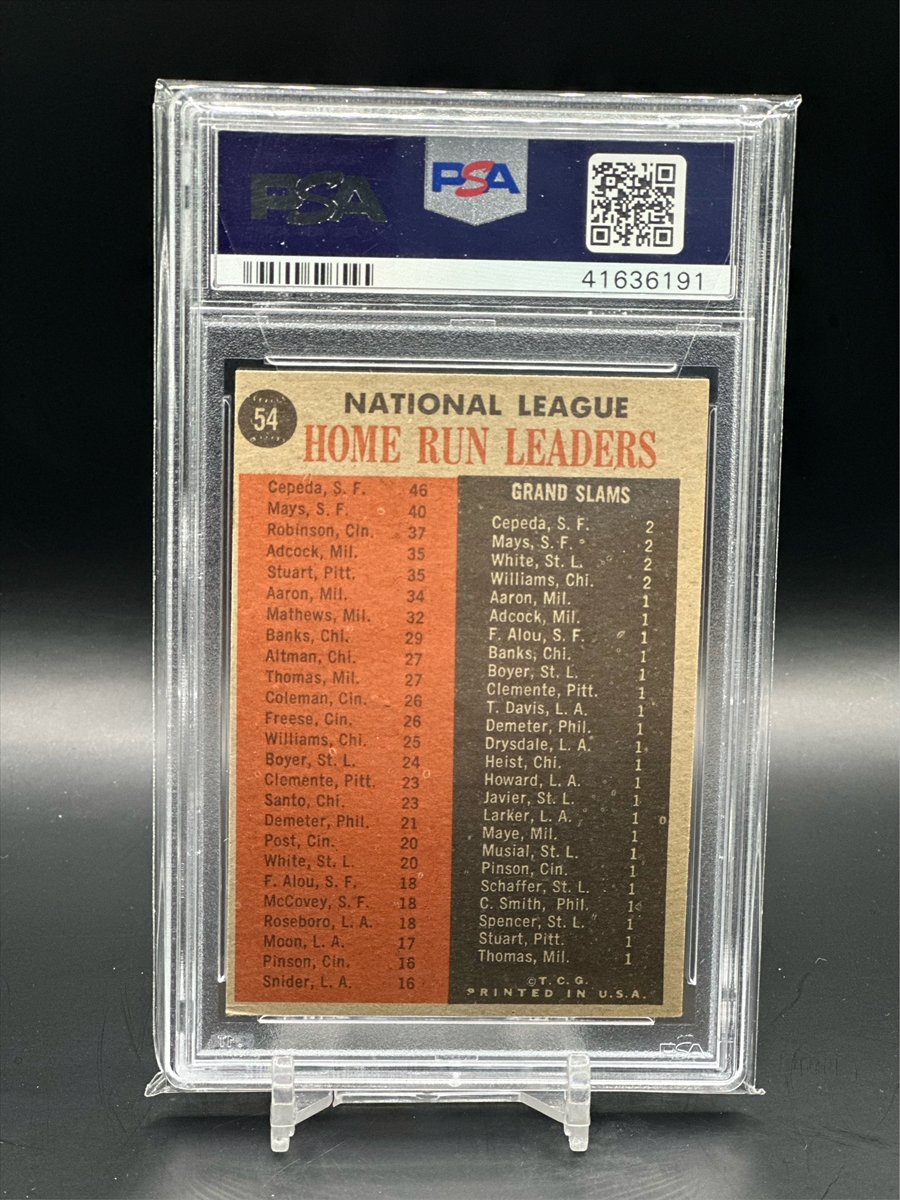 PSA
PSA
41636191
54
NATIONAL LEAGUE
HOME RUN LEADERS
Cepeda, S. F. 46
Mays, S. F. 40
Robinson, Cin. 37
Adcock, Mil. 35
Stuart, Pitt. 35
Aaron, Mil. 34
Mathews, Mil. 32
Banks, Chi. 29
Altman, Chi. 27
Thomas, Mil. 27
Coleman, Cin. 26
Freese, Cin. 26
Williams, Chi. 25
Boyer, St. L. 24
Clemente, Pitt. 23
Santo, Chi. 23
Demeter, Phil. 21
Post, Cin. 20
White, St. L. 20
F. Alou, S. F. 18
McCovey, S. F. 18
Roseboro, L. A. 18
Moon, L. A. 17
Pinson, Cin. 16
Snider, L. A. 16
GRAND SLAMS
Cepeda, S. F. 2
Mays, S. F. 2
White, St. L. 2
Williams, Chi. 2
Aaron, Mil. 1
Adcock, Mil. 1
F. Alou, S. F. 1
Banks, Chi. 1
Boyer, St. L. 1
Clemente, Pitt. 1
T. Davis, L. A. 1
Demeter, Phil. 1
Drysdale, L. A. 1
Heist, Chi. 1
Howard, L. A. 1
Javier, St. L. 1
Larker, L. A. 1
Maye, Mil. 1
Musial, St. L. 1
Pinson, Cin. 1
Schaffer, St. L. 1
C. Smith, Phil. 1
Spencer, St. L. 1
Stuart, Pitt. 1
Thomas, Mil. 1
©T. C. G.
PRINTED IN U.S.A.
PSA